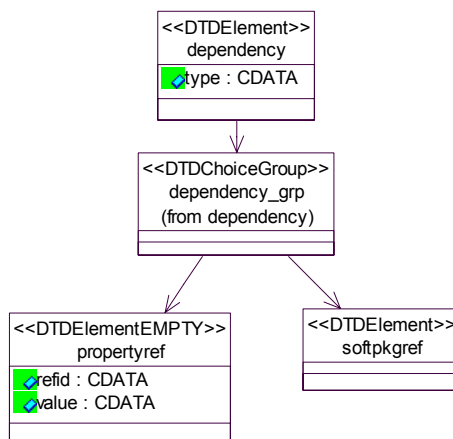 <<DTDElement>>
dependency
type : CDATA
<<DTDChoiceGroup>>
dependency_grp
(from dependency)
<<DTDElementEMPTY>>
propertyref
refid : CDATA
value : CDATA
<<DTDElement>>
softpkgref